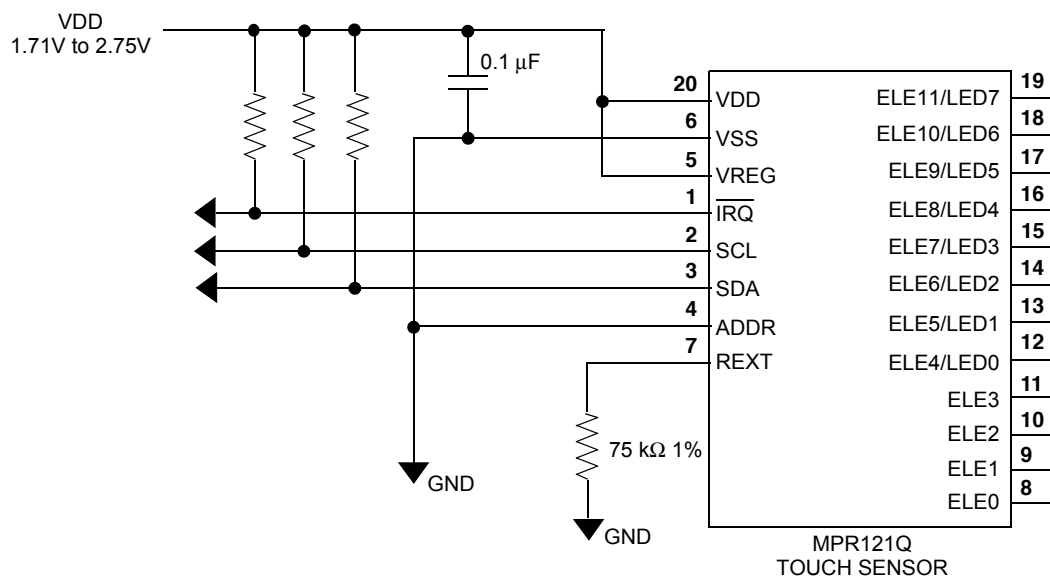 VDD
1.71V to 2.75V
0.1 μF
20
VDD
6
VSS
5
VREG
1
IRQ
2
SCL
3
SDA
4
ADDR
7
REXT
75 kΩ 1%
GND
GND
ELE11/LED7
19
ELE10/LED6
18
ELE9/LED5
17
ELE8/LED4
16
ELE7/LED3
15
ELE6/LED2
14
ELE5/LED1
13
ELE4/LED0
12
ELE3
11
ELE2
10
ELE1
9
ELE0
8
MPR121Q
TOUCH SENSOR